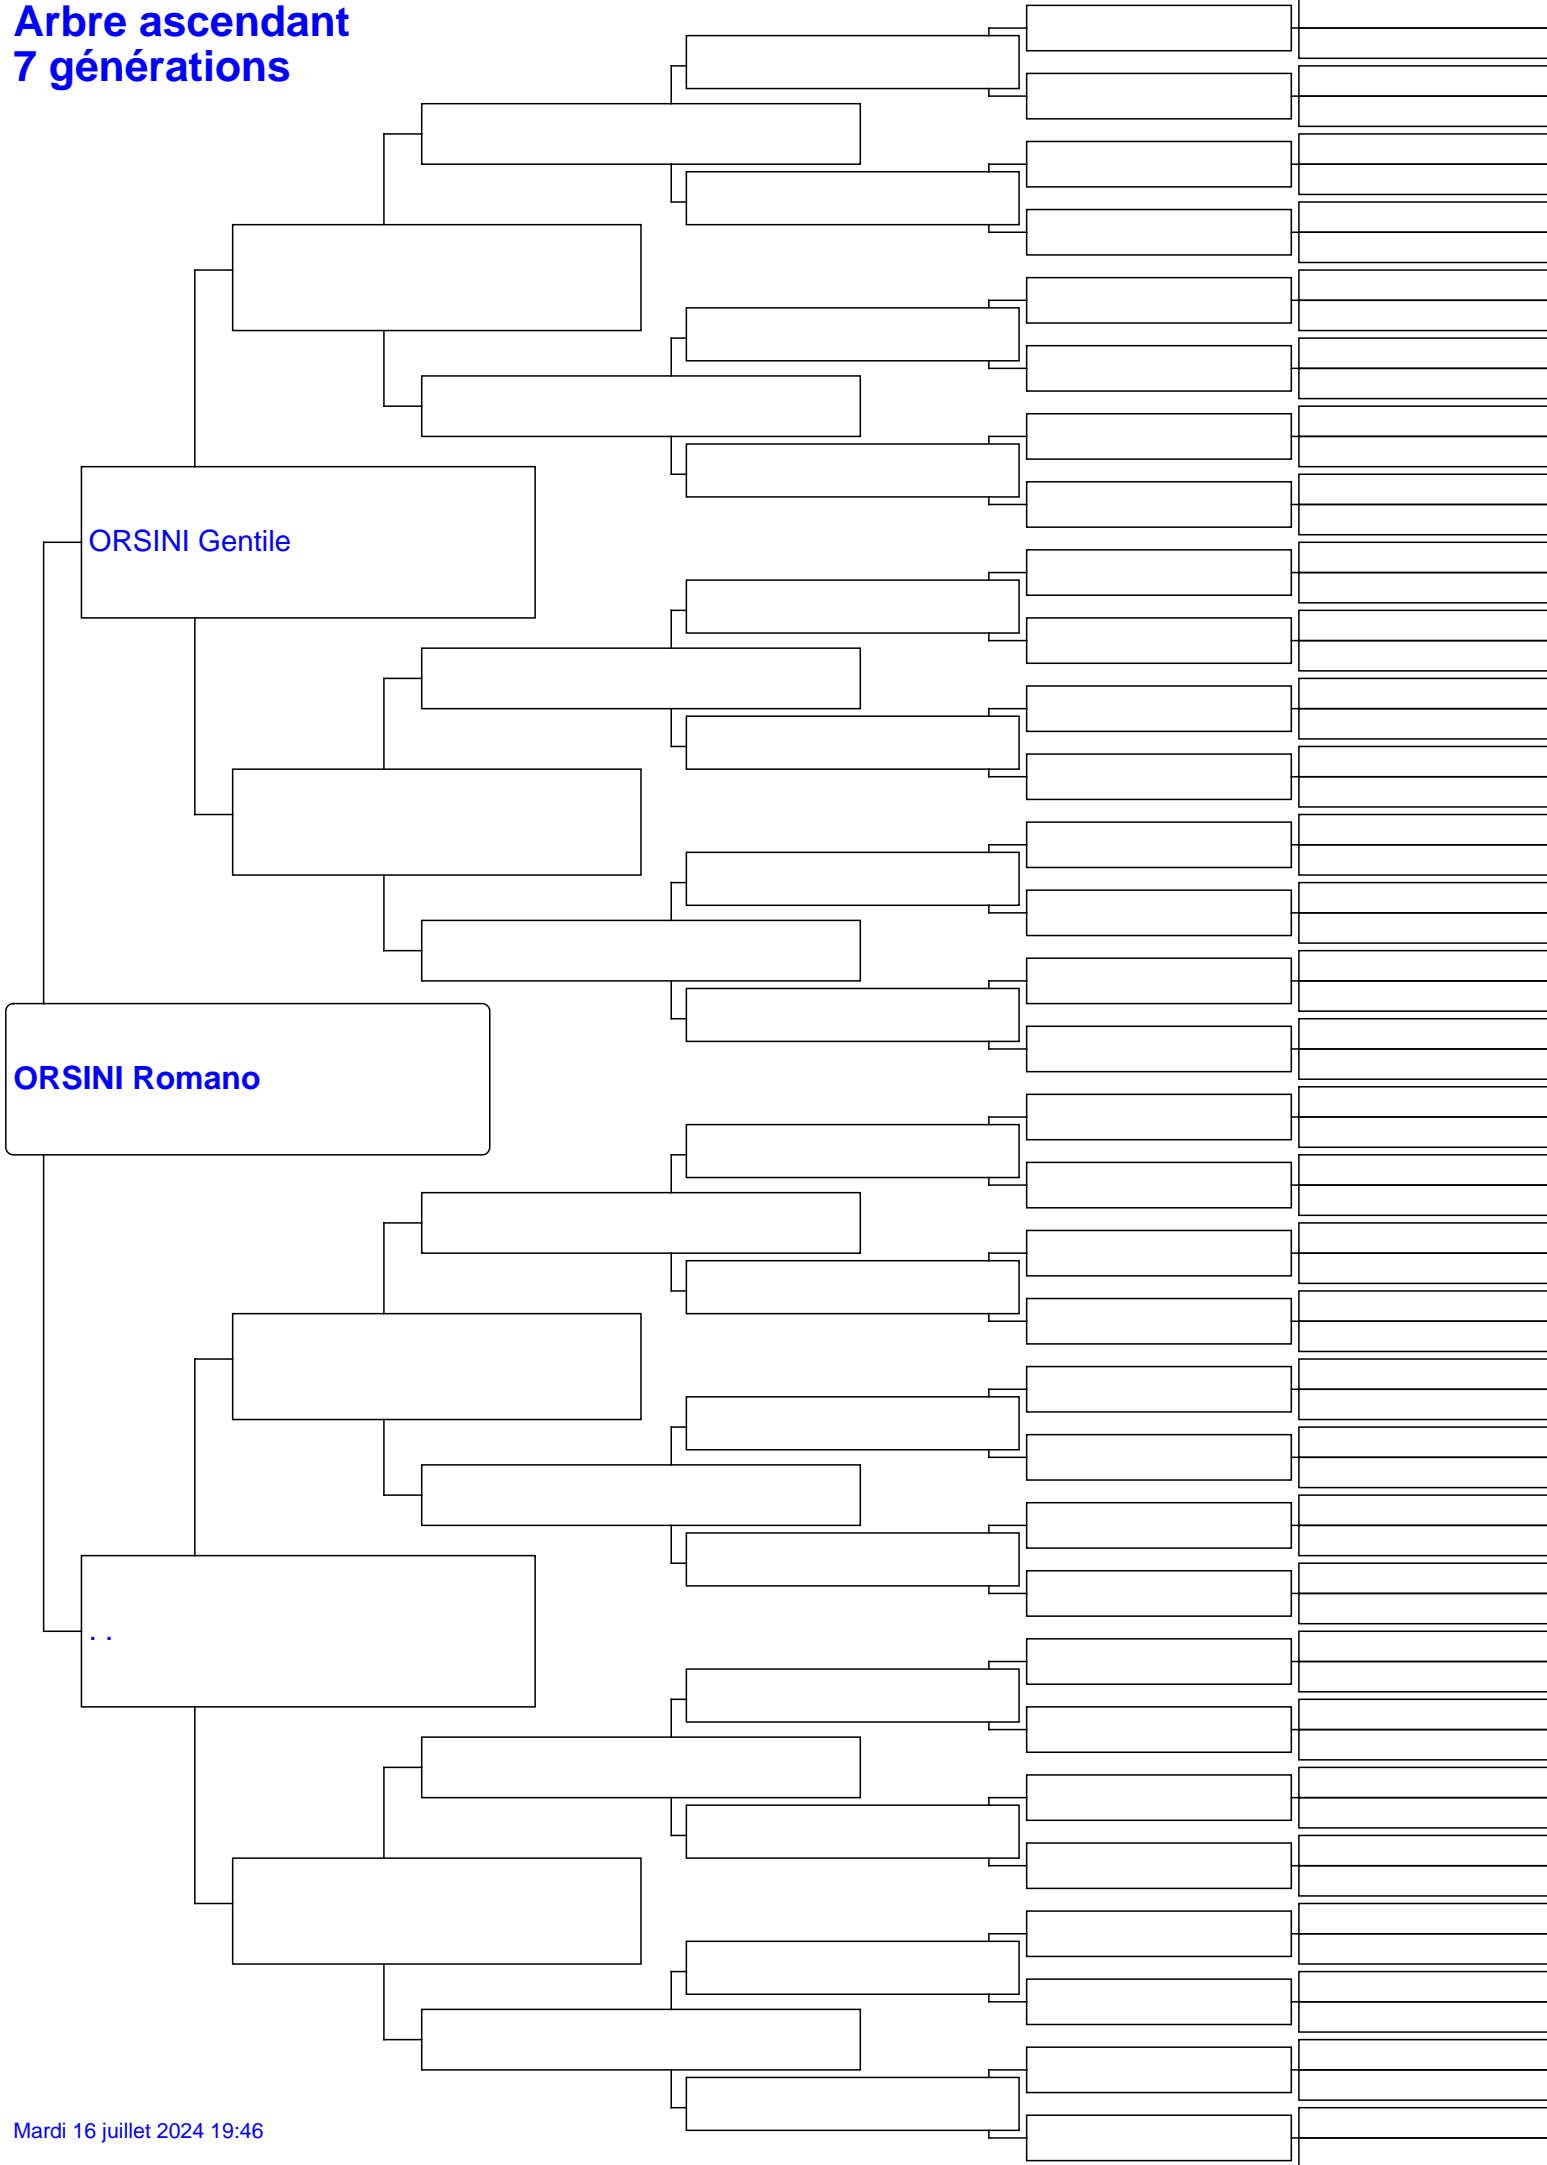 Arbre ascendant
7 générations
ORSINI Gentile
ORSINI Romano
. .
Mardi 16 juillet 2024 19:46